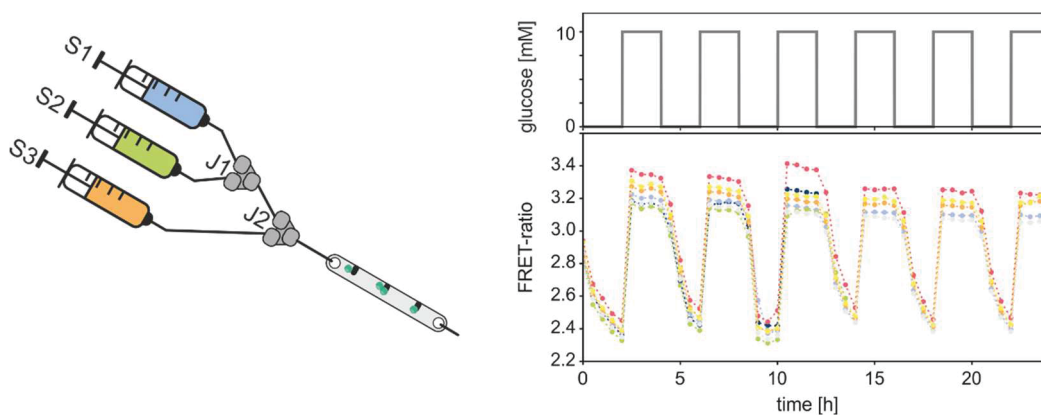 S1
S2
S3
J1
J2
glucose [mM]
10
0
FRET-ratio
3.4
3.2
3.0
2.8
2.6
2.4
2.2
0 5 10 15 20
time [h]